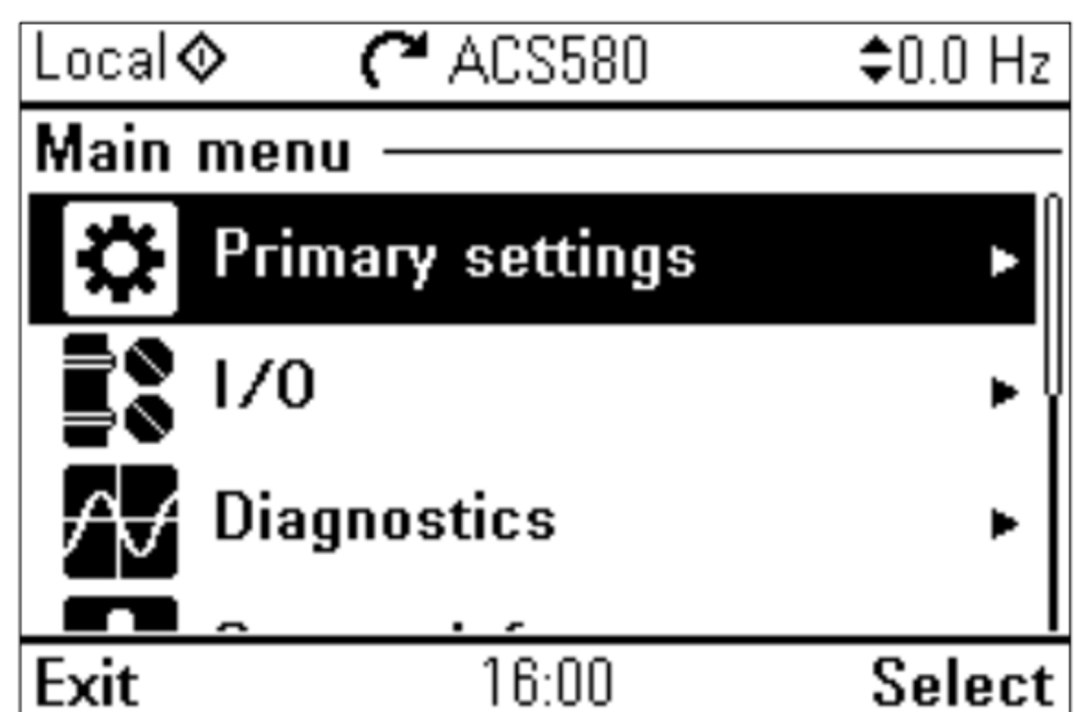 Local ACS580 0.0 Hz
Main menu
Primary settings
I/O
Diagnostics
Exit 16:00 Select